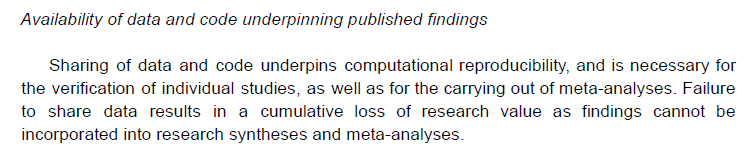 Availability of data and code underpinning published findings
Sharing of data and code underpins computational reproducibility, and is necessary for
the verification of individual studies, as well as for the carrying out of meta-analyses. Failure
to share data results in a cumulative loss of research value as findings cannot be
incorporated into research syntheses and meta-analyses.